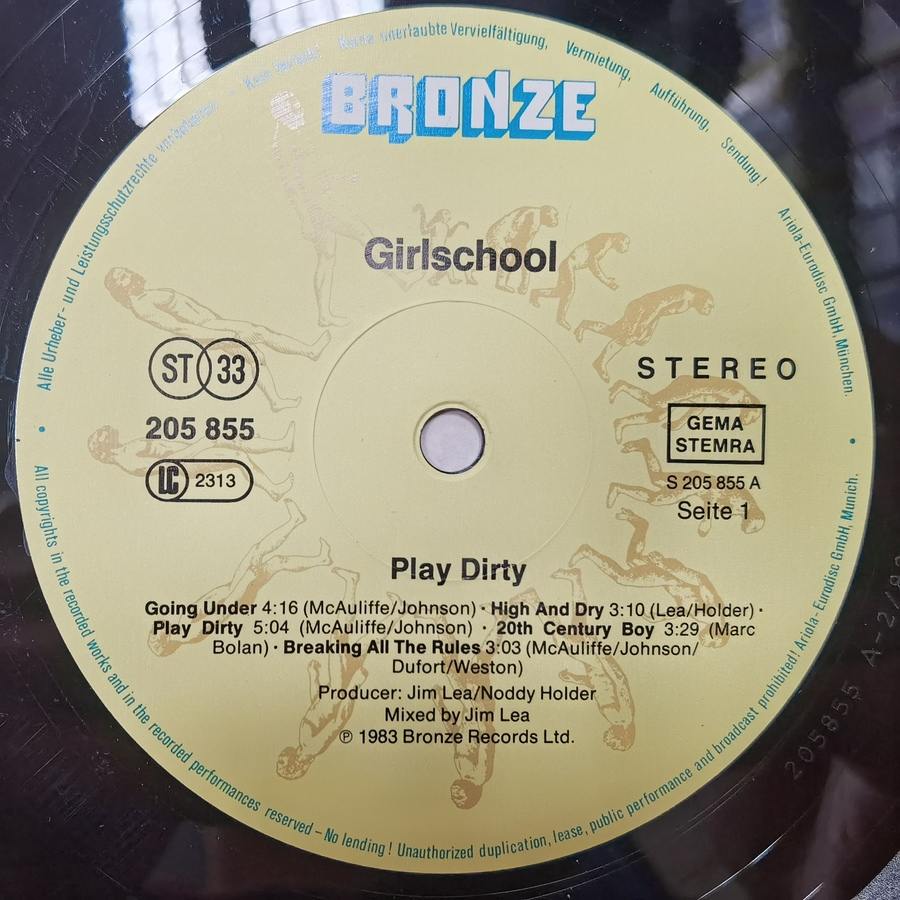 Alle Urheber- und Leistungsschutzrechte vorbehalten - Kein Verleih! Keine unerlaubte Vervielfältigung, Vermietung, Aufführung, Sendung!
Ariola-Eurodisc GmbH, München.
BRONZE
Girlschool
ST 33
205 855
LC 2313
STEREO
GEMA
STEMRA
S 205 855 A
Seite 1
Play Dirty
Going Under 4:16 (McAuliffe/Johnson) · High And Dry 3:10 (Lea/Holder) ·
Play Dirty 5:04 (McAuliffe/Johnson) · 20th Century Boy 3:29 (Marc
Bolan) · Breaking All The Rules 3:03 (McAuliffe/Johnson/
Dufort/Weston)
Producer: Jim Lea/Noddy Holder
Mixed by Jim Lea
℗ 1983 Bronze Records Ltd.
All copyrights in the recorded works and in the recorded performances reserved – No lending! Unauthorized duplication, lease, public performance and broadcast prohibited! Ariola-Eurodisc GmbH, Munich.
205855 A-2/83